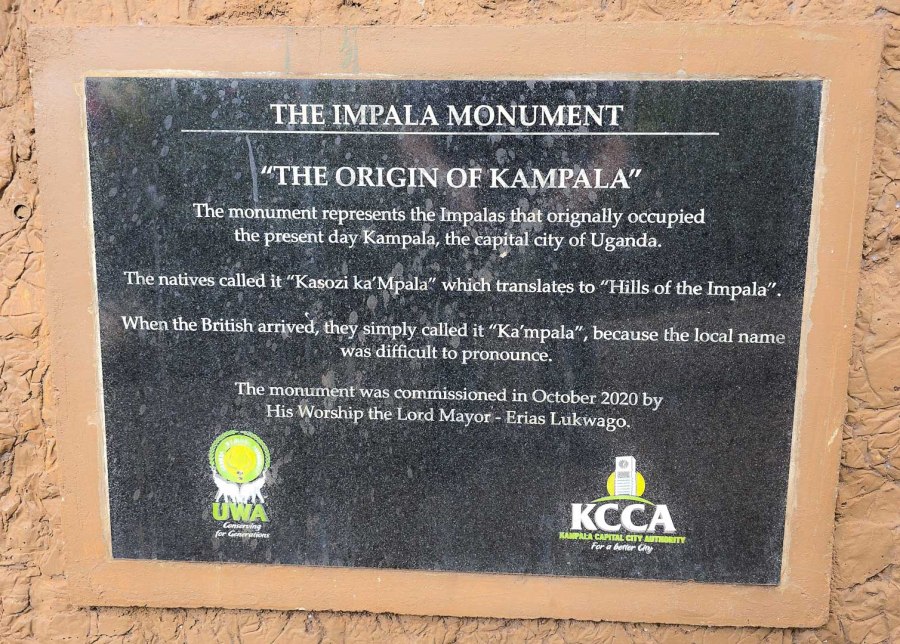 THE IMPALA MONUMENT
"THE ORIGIN OF KAMPALA"
The monument represents the Impalas that orignally occupied
the present day Kampala, the capital city of Uganda.
The natives called it "Kasozi ka'Mpala" which translates to "Hills of the Impala".
When the British arrived, they simply called it "Ka'mpala", because the local name
was difficult to pronounce.
The monument was commissioned in October 2020 by
His Worship the Lord Mayor - Erias Lukwago.
UWA
Conserving
for Generations
KCCA
KAMPALA CAPITAL CITY AUTHORITY
For a better City